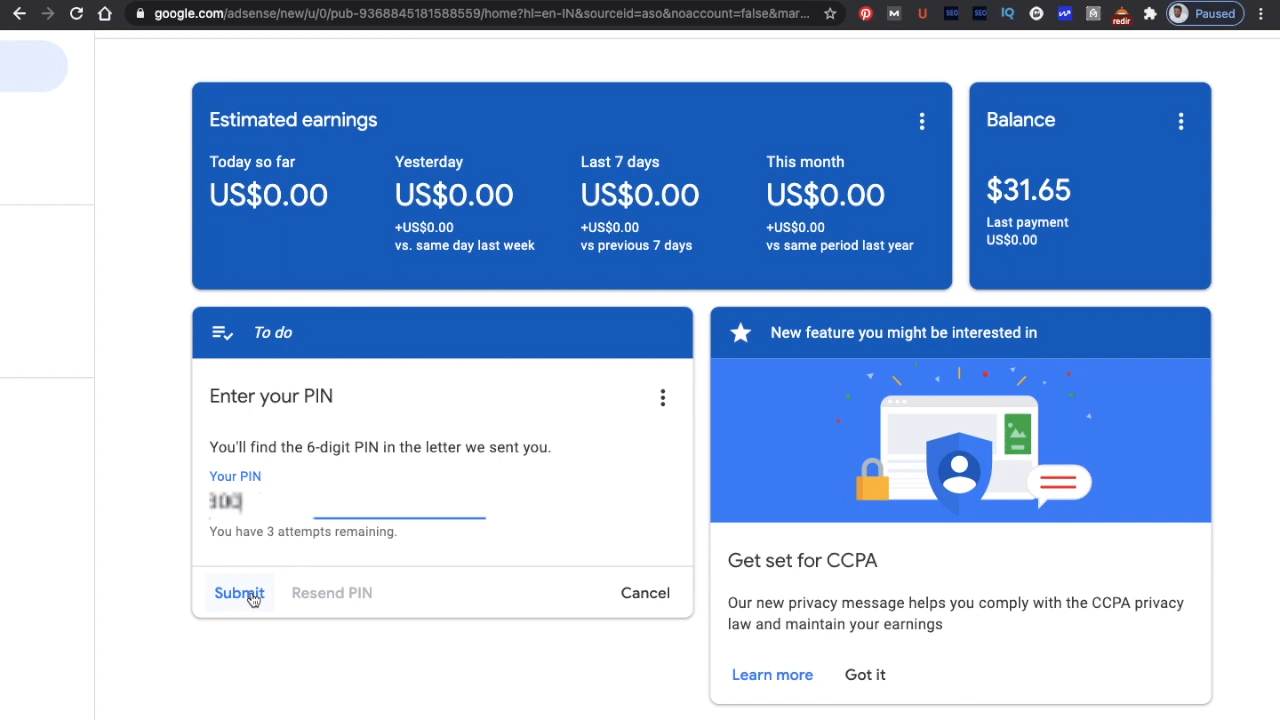 google.com/adsense/new/u/0/pub-9368845181588559/home?hl=en-IN&sourceid=aso&noaccount=false&mar...
M
U
SEO
SEO
IQ
redir
Paused
Estimated earnings
Today so far
US$0.00
Yesterday
US$0.00
+US$0.00
vs. same day last week
Last 7 days
US$0.00
+US$0.00
vs previous 7 days
This month
US$0.00
+US$0.00
vs same period last year
Balance
$31.65
Last payment
US$0.00
To do
Enter your PIN
You'll find the 6-digit PIN in the letter we sent you.
Your PIN
You have 3 attempts remaining.
Submit
Resend PIN
Cancel
New feature you might be interested in
Get set for CCPA
Our new privacy message helps you comply with the CCPA privacy
law and maintain your earnings
Learn more
Got it